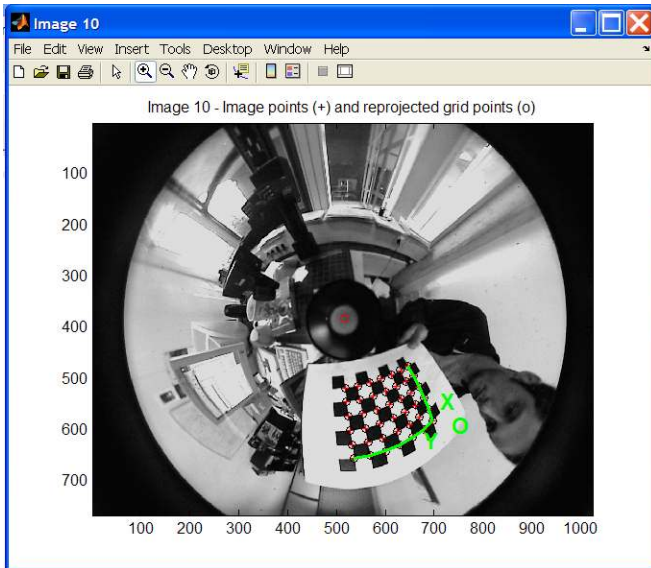 Image 10
File Edit View Insert Tools Desktop Window Help
Image 10 - Image points (+) and reprojected grid points (o)
100
200
300
400
500
600
700
X
O
Y
100 200 300 400 500 600 700 800 900 1000